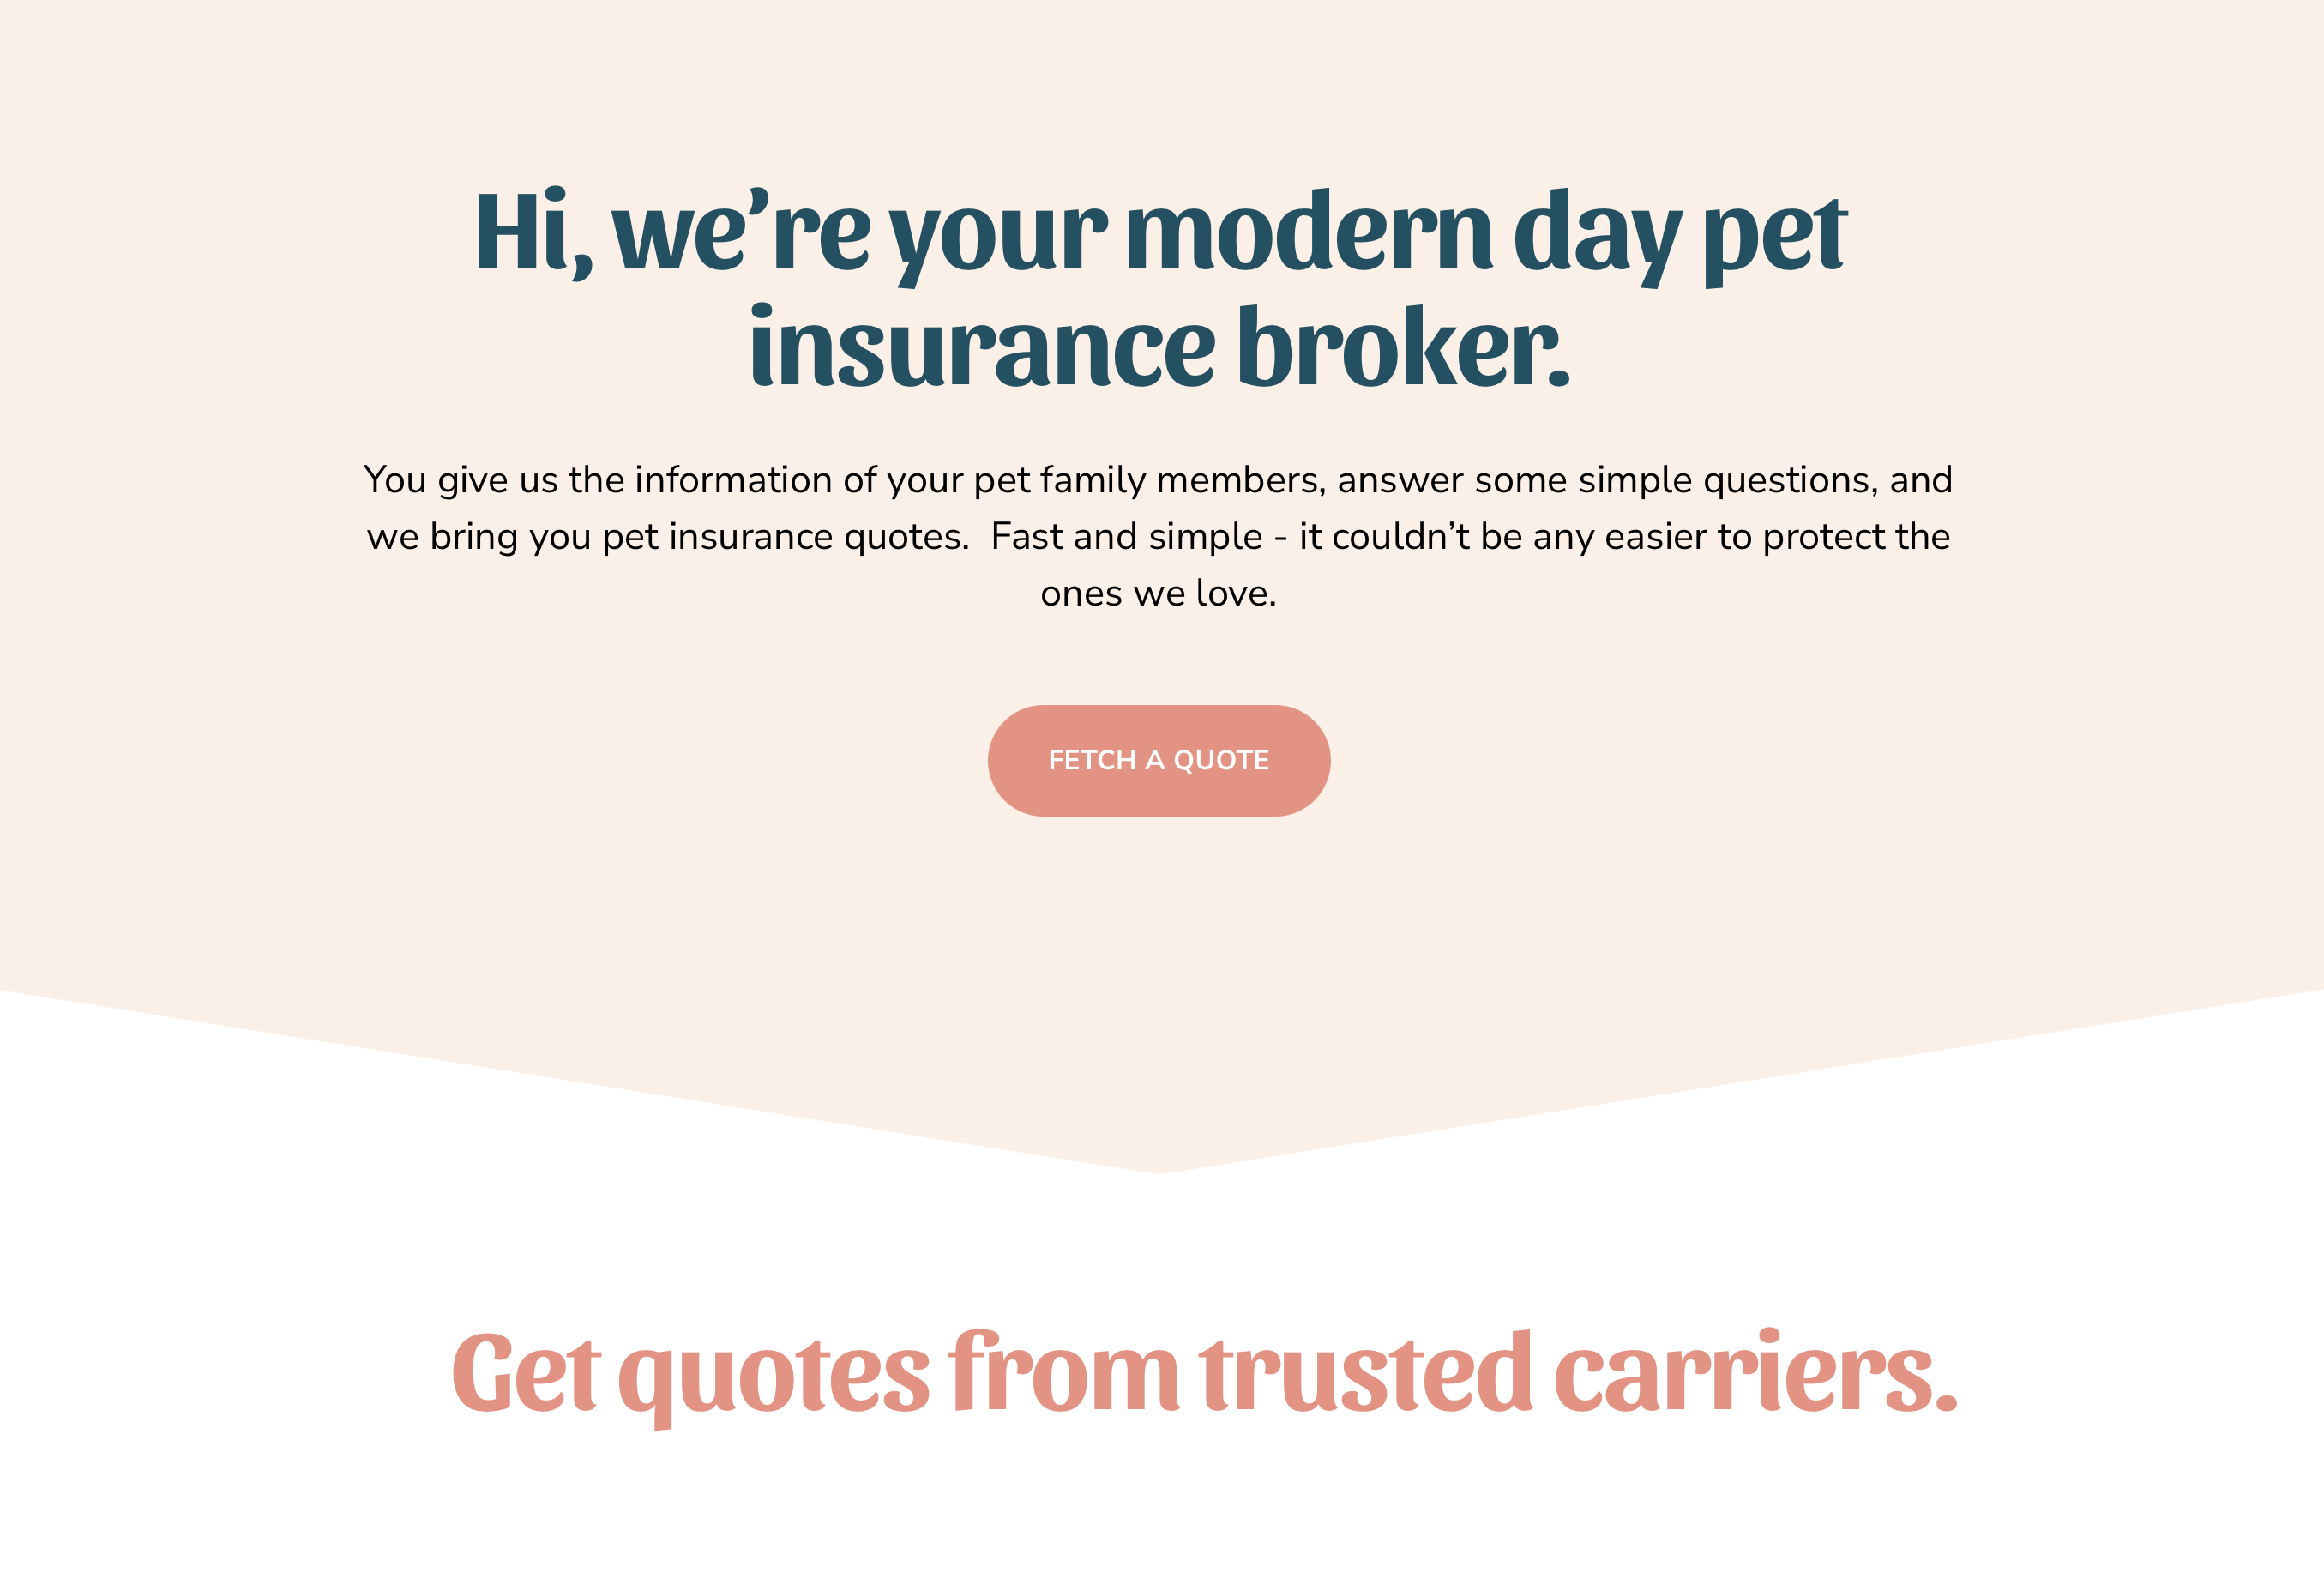 Hi, we’re your modern day pet
insurance broker.
You give us the information of your pet family members, answer some simple questions, and
we bring you pet insurance quotes.  Fast and simple - it couldn’t be any easier to protect the
ones we love.
FETCH A QUOTE
Get quotes from trusted carriers.